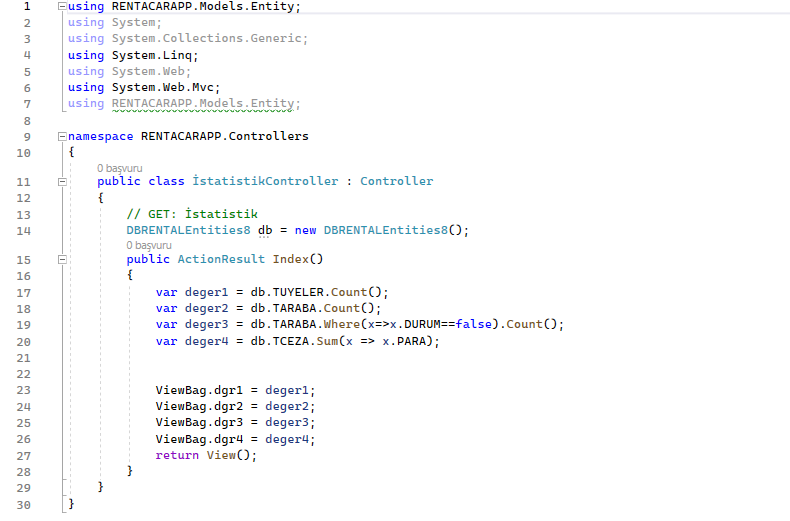 1 using RENTACARAPP.Models.Entity;
2 using System;
3 using System.Collections.Generic;
4 using System.Linq;
5 using System.Web;
6 using System.Web.Mvc;
7 using RENTACARAPP.Models.Entity;
8
9 namespace RENTACARAPP.Controllers
10 {
0 başvuru
11 public class İstatistikController : Controller
12 {
13 // GET: İstatistik
14 DBRENTALEntities8 db = new DBRENTALEntities8();
0 başvuru
15 public ActionResult Index()
16 {
17 var deger1 = db.TUYELER.Count();
18 var deger2 = db.TARABA.Count();
19 var deger3 = db.TARABA.Where(x=>x.DURUM==false).Count();
20 var deger4 = db.TCEZA.Sum(x => x.PARA);
21
22
23 ViewBag.dgr1 = deger1;
24 ViewBag.dgr2 = deger2;
25 ViewBag.dgr3 = deger3;
26 ViewBag.dgr4 = deger4;
27 return View();
28 }
29 }
30 }